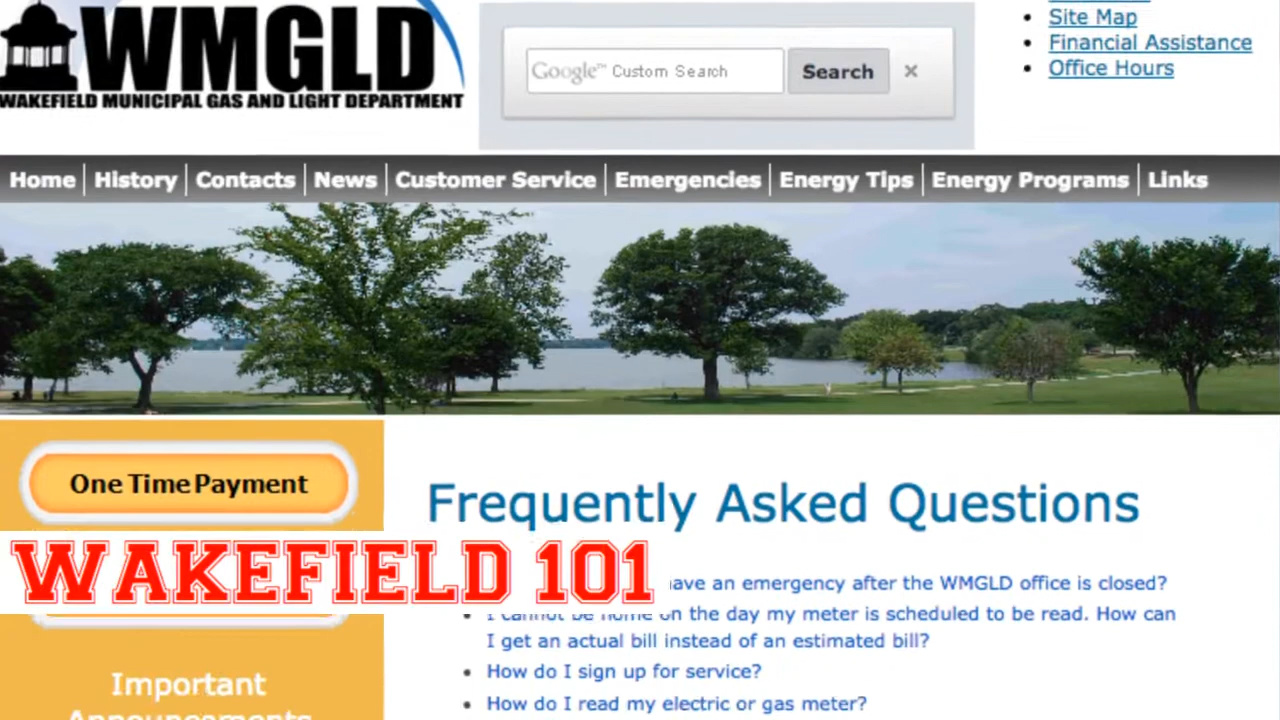 WMGLD
WAKEFIELD MUNICIPAL GAS AND LIGHT DEPARTMENT
Google™ Custom Search
Search
×
Site Map
Financial Assistance
Office Hours
Home
History
Contacts
News
Customer Service
Emergencies
Energy Tips
Energy Programs
Links
One Time Payment
Frequently Asked Questions
WAKEFIELD 101
have an emergency after the WMGLD office is closed?
I cannot be home on the day my meter is scheduled to be read. How can
I get an actual bill instead of an estimated bill?
How do I sign up for service?
How do I read my electric or gas meter?
Important
Announcements